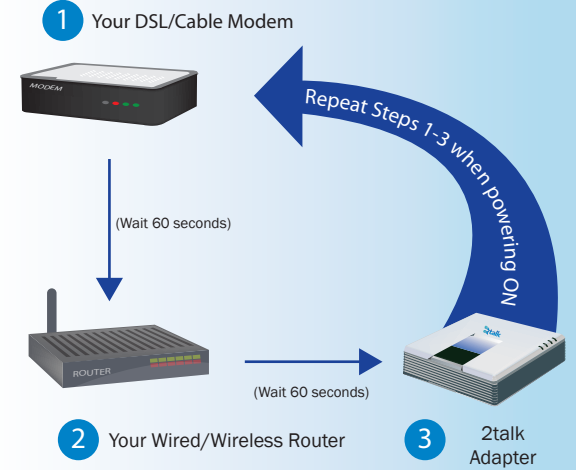 1 Your DSL/Cable Modem
MODEM
Repeat Steps 1-3 when powering ON
(Wait 60 seconds)
2talk
ROUTER
(Wait 60 seconds)
2 Your Wired/Wireless Router
3 2talk
Adapter